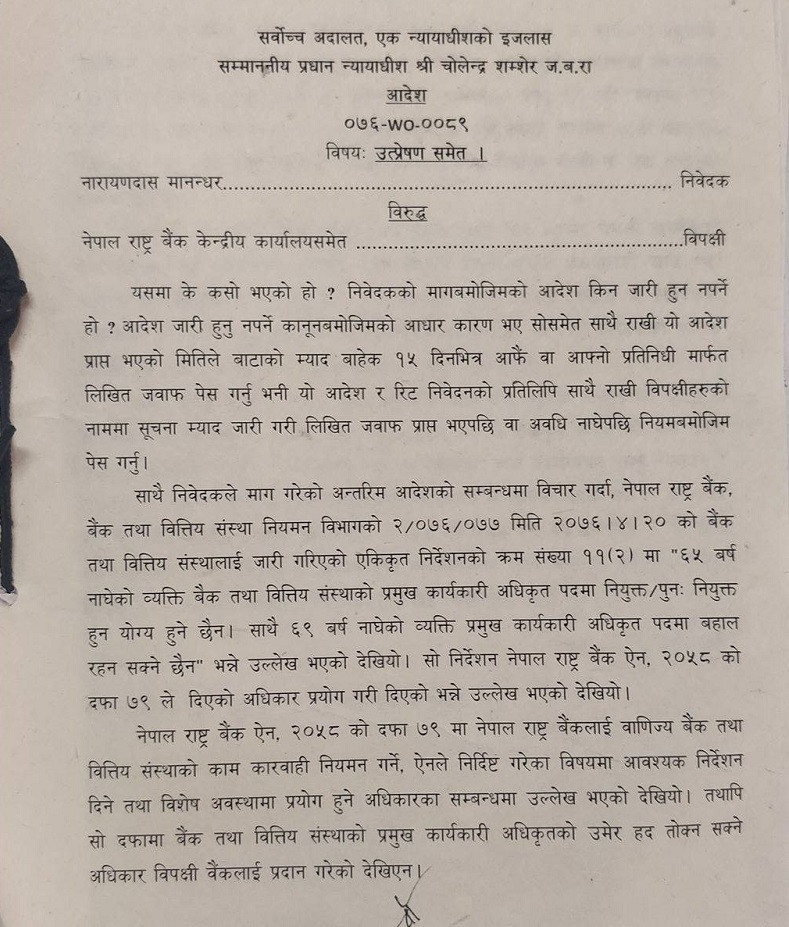 सर्वोच्च अदालत, एक न्यायाधीशको इजलास
सम्माननीय प्रधान न्यायाधीश श्री चोलेन्द्र शम्शेर ज.ब.रा
आदेश
०७६-WO-००८९
विषयः उत्प्रेषण समेत ।
नारायणदास मानन्धर........................................................................ निवेदक
विरुद्ध
नेपाल राष्ट्र बैंक केन्द्रीय कार्यालयसमेत .....................................................विपक्षी
यसमा के कसो भएको हो ? निवेदकको मागबमोजिमको आदेश किन जारी हुन नपर्ने
हो ? आदेश जारी हुनु नपर्ने कानूनबमोजिमको आधार कारण भए सोसमेत साथै राखी यो आदेश
प्राप्त भएको मितिले बाटाको म्याद बाहेक १५ दिनभित्र आफैं वा आफ्नो प्रतिनिधी मार्फत
लिखित जवाफ पेस गर्नु भनी यो आदेश र रिट निवेदनको प्रतिलिपि साथै राखी विपक्षीहरुको
नाममा सूचना म्याद जारी गरी लिखित जवाफ प्राप्त भएपछि वा अवधि नाघेपछि नियमबमोजिम
पेस गर्नु।
साथै निवेदकले माग गरेको अन्तरिम आदेशको सम्बन्धमा विचार गर्दा, नेपाल राष्ट्र बैंक,
बैंक तथा वित्तिय संस्था नियमन विभागको २/०७६/०७७ मिति २०७६।४।२० को बैंक
तथा वित्तिय संस्थालाई जारी गरिएको एकिकृत निर्देशनको क्रम संख्या ११(२) मा "६५ बर्ष
नाघेको व्यक्ति बैक तथा वित्तिय संस्थाको प्रमुख कार्यकारी अधिकृत पदमा नियुक्त/पुनः नियुक्त
हुन योग्य हुने छैन। साथै ६९ बर्ष नाघेको व्यक्ति प्रमुख कार्यकारी अधिकृत पदमा बहाल
रहन सक्ने छैन" भन्ने उल्लेख भएको देखियो। सो निर्देशन नेपाल राष्ट्र बैंक ऐन, २०५८ को
दफा ७९ ले दिएको अधिकार प्रयोग गरी दिएको भन्ने उल्लेख भएको देखियो।
नेपाल राष्ट्र बैंक ऐन, २०५८ को दफा ७९ मा नेपाल राष्ट्र बैंकलाई वाणिज्य बैंक तथा
वित्तिय संस्थाको काम कारवाही नियमन गर्ने, ऐनले निर्दिष्ट गरेका विषयमा आवश्यक निर्देशन
दिने तथा विशेष अवस्थामा प्रयोग हुने अधिकारका सम्बन्धमा उल्लेख भएको देखियो। तथापि
सो दफामा बैंक तथा वित्तिय संस्थाको प्रमुख कार्यकारी अधिकृतको उमेर हद तोक्न सक्ने
अधिकार विपक्षी वैंकलाई प्रदान गरेको देखिएन।